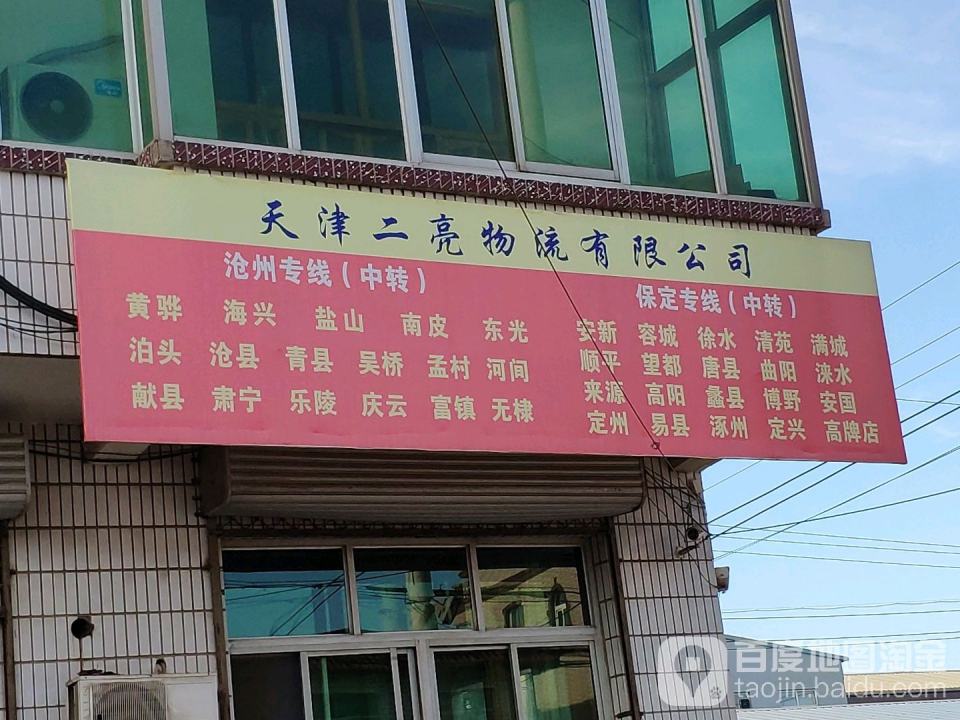 天津二亮物流有限公司
沧州专线（中转）
黄骅 海兴 盐山 南皮 东光
泊头 沧县 青县 吴桥 孟村 河间
献县 肃宁 乐陵 庆云 富镇 无棣
保定专线（中转）
安新 容城 徐水 清苑 满城
顺平 望都 唐县 曲阳 涞水
来源 高阳 蠡县 博野 安国
定州 易县 涿州 定兴 高碑店
百度地图淘金
taojin.baidu.com